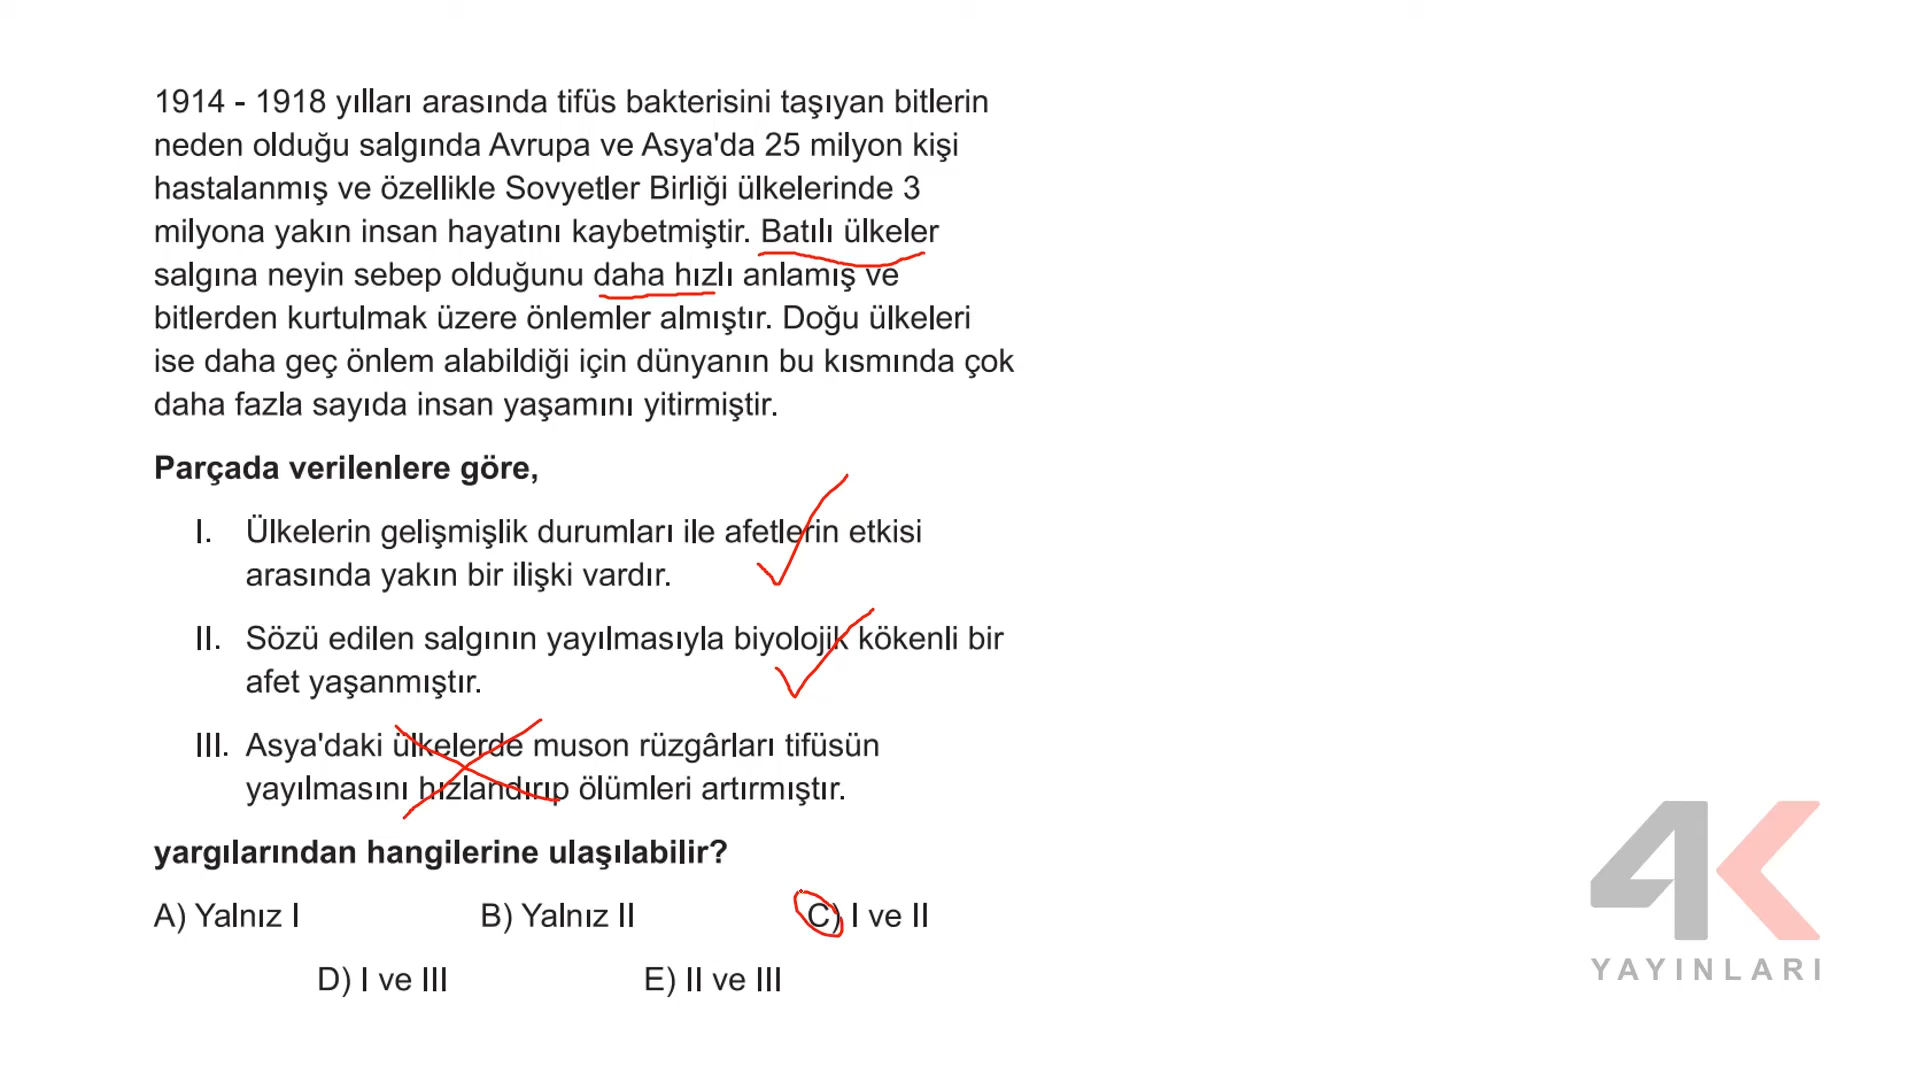 1914 - 1918 yılları arasında tifüs bakterisini taşıyan bitlerin
neden olduğu salgında Avrupa ve Asya'da 25 milyon kişi
hastalanmış ve özellikle Sovyetler Birliği ülkelerinde 3
milyona yakın insan hayatını kaybetmiştir. Batılı ülkeler
salgına neyin sebep olduğunu daha hızlı anlamış ve
bitlerden kurtulmak üzere önlemler almıştır. Doğu ülkeleri
ise daha geç önlem alabildiği için dünyanın bu kısmında çok
daha fazla sayıda insan yaşamını yitirmiştir.
Parçada verilenlere göre,
I. Ülkelerin gelişmişlik durumları ile afetlerin etkisi
arasında yakın bir ilişki vardır.
II. Sözü edilen salgının yayılmasıyla biyolojik kökenli bir
afet yaşanmıştır.
III. Asya'daki ülkelerde muson rüzgârları tifüsün
yayılmasını hızlandırıp ölümleri artırmıştır.
yargılarından hangilerine ulaşılabilir?
A) Yalnız I B) Yalnız II C) I ve II
D) I ve III E) II ve III
4K
YAYINLARI